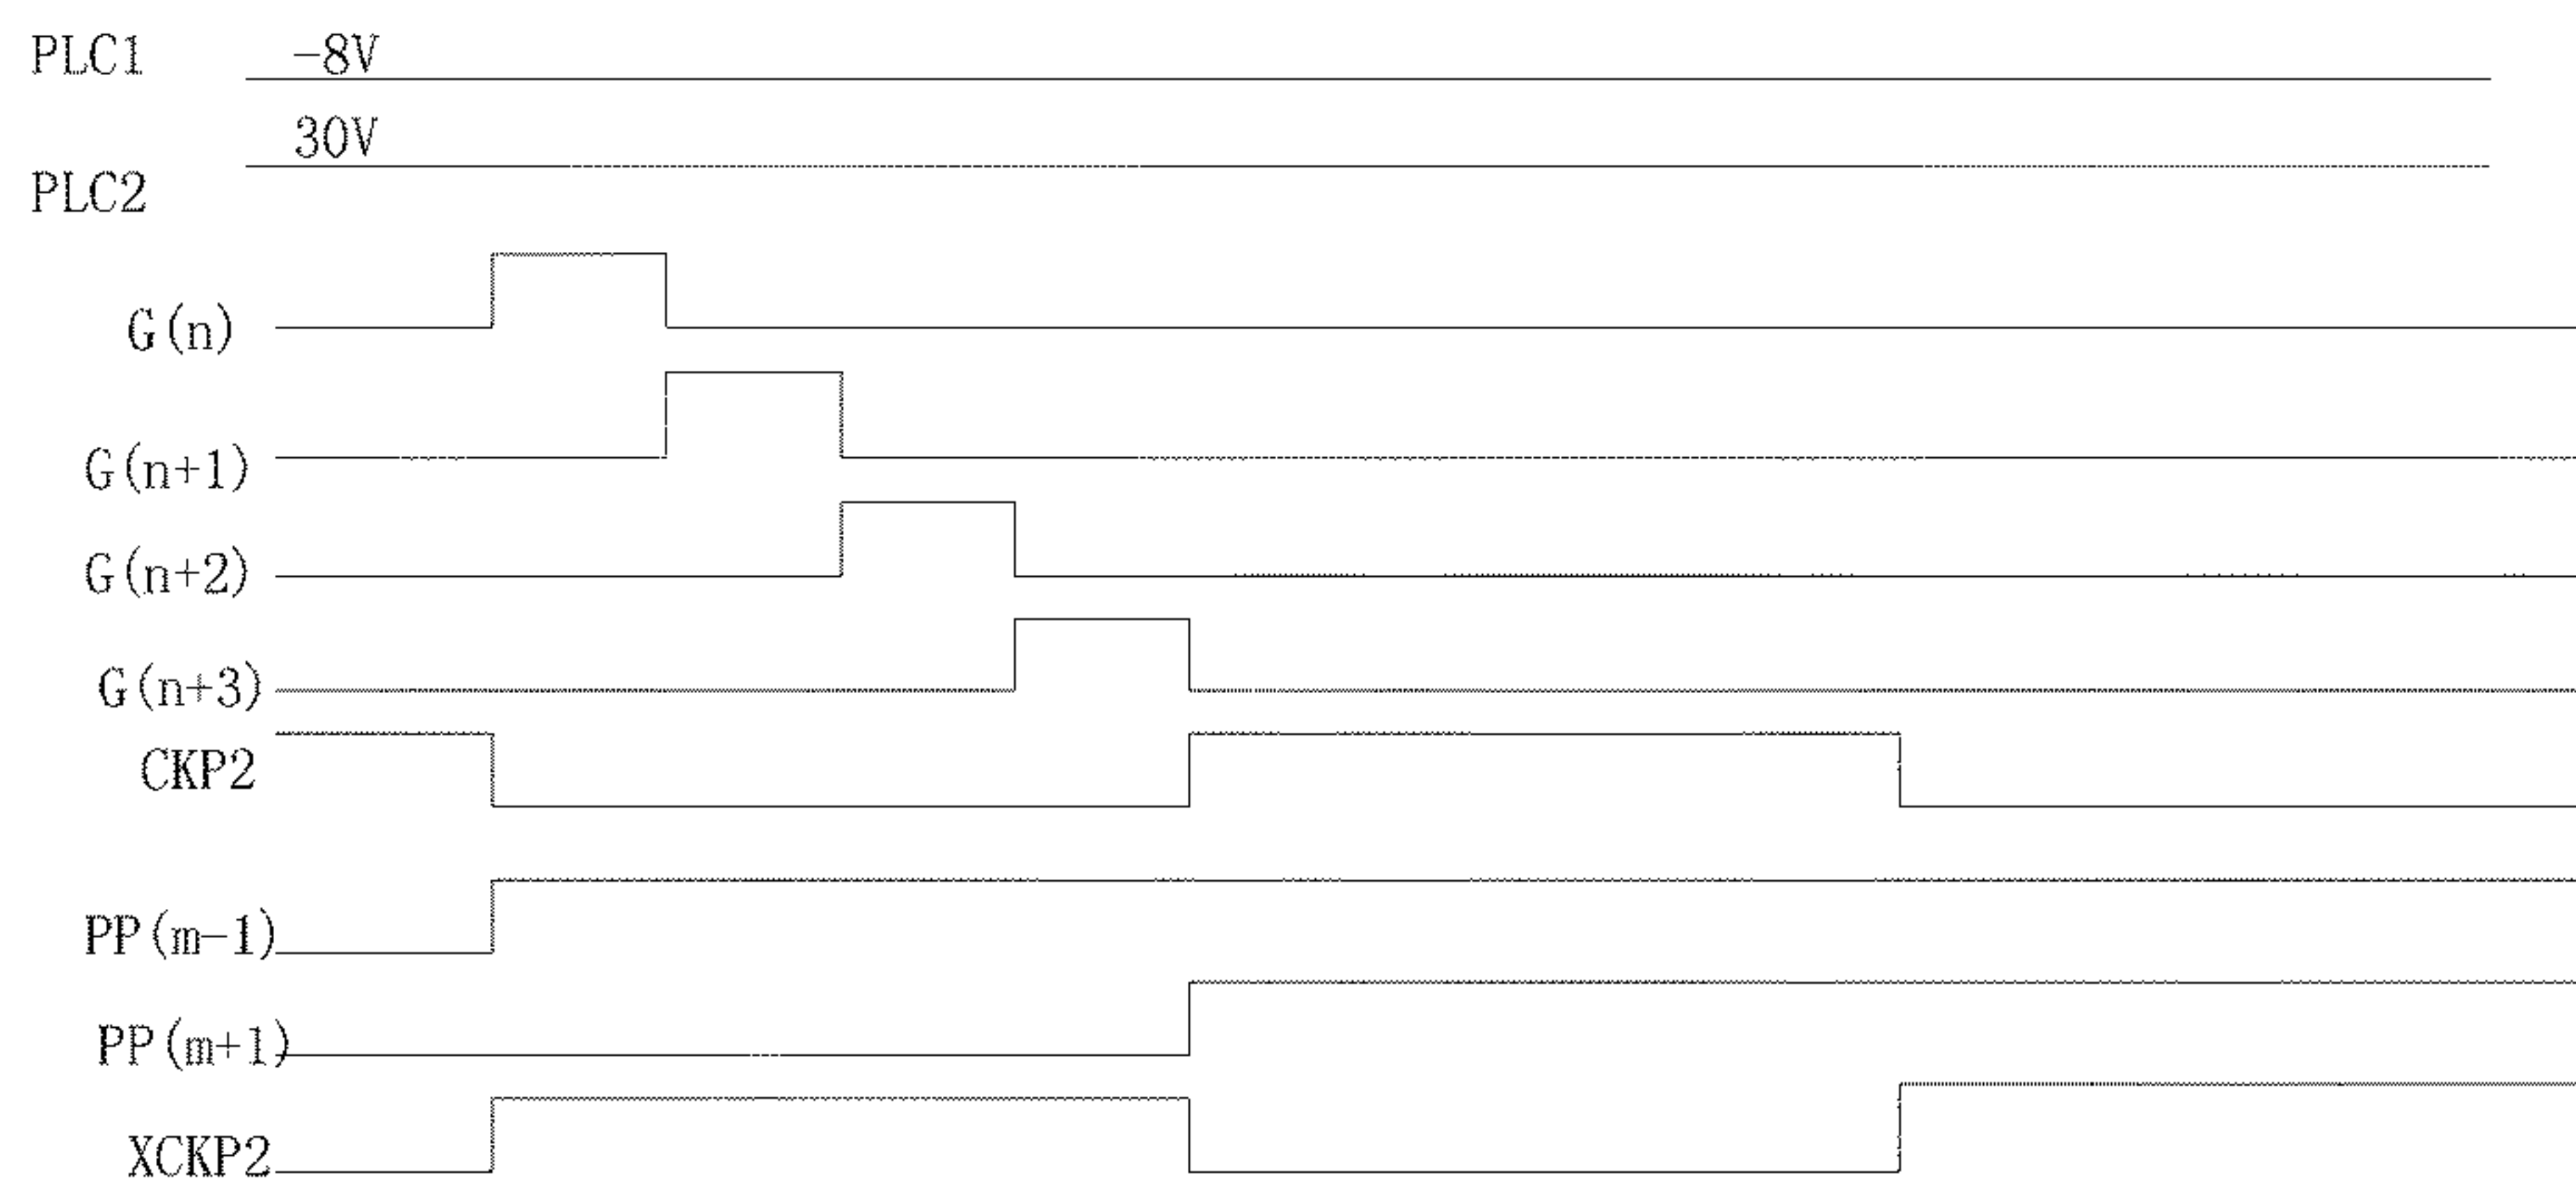 PLC1 -8V
30V
PLC2
G(n)
G(n+1)
G(n+2)
G(n+3)
CKP2
PP(m-1)
PP(m+1)
XCKP2